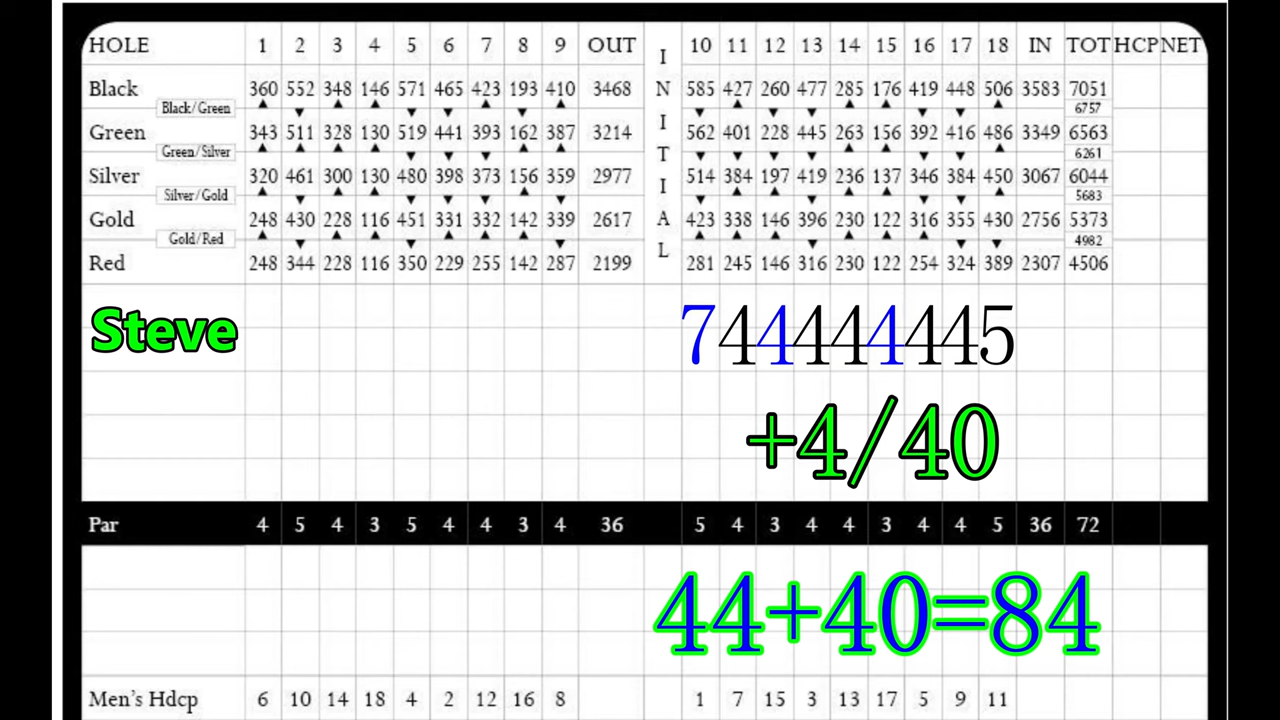 HOLE 1 2 3 4 5 6 7 8 9 OUT INITIAL 10 11 12 13 14 15 16 17 18 IN TOT HCP NET
Black 360 552 348 146 571 465 423 193 410 3468 585 427 260 477 285 176 419 448 506 3583 7051
Black/Green 6757
Green 343 511 328 130 519 441 393 162 387 3214 562 401 228 445 263 156 392 416 486 3349 6563
Green/Silver 6261
Silver 320 461 300 130 480 398 373 156 359 2977 514 384 197 419 236 137 346 384 450 3067 6044
Silver/Gold 5683
Gold 248 430 228 116 451 331 332 142 339 2617 423 338 146 396 230 122 316 355 430 2756 5373
Gold/Red 4982
Red 248 344 228 116 350 229 255 142 287 2199 281 245 146 316 230 122 254 324 389 2307 4506
Steve 7 4 4 4 4 4 4 4 5
+4/40
Par 4 5 4 3 5 4 4 3 4 36 5 4 3 4 4 3 4 4 5 36 72
44+40=84
Men's Hdcp 6 10 14 18 4 2 12 16 8 1 7 15 3 13 17 5 9 11